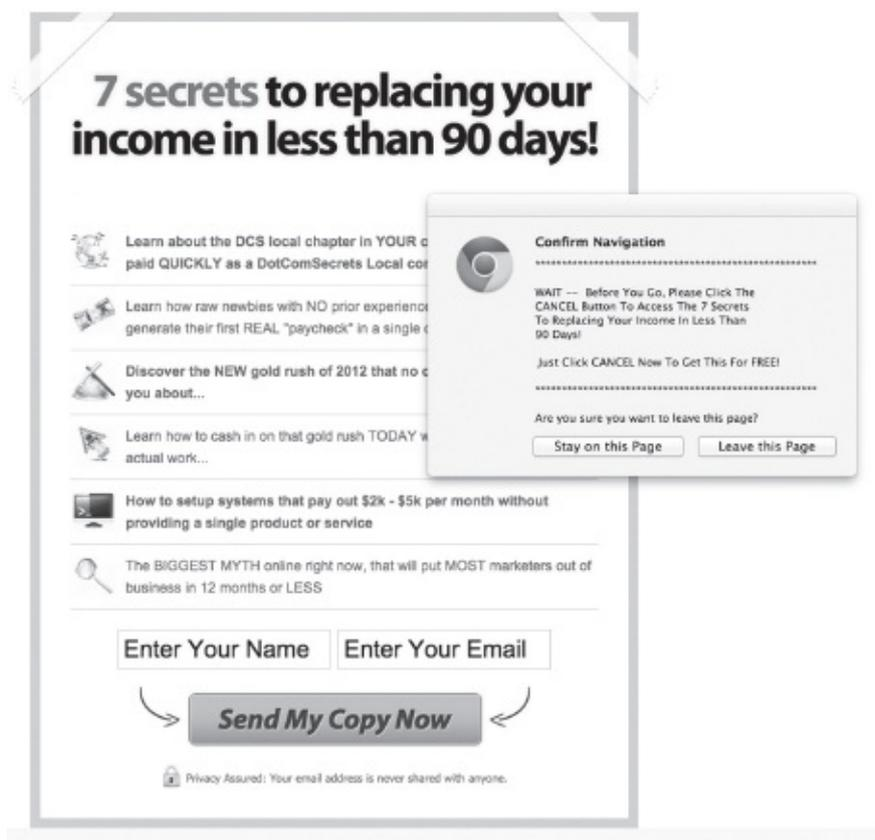 7 secrets to replacing your
income in less than 90 days!
Learn about the DCS local chapter in YOUR
paid QUICKLY as a DotComSecrets Local
Learn how raw newbies with NO prior experience
generate their first REAL "paycheck" in a single
Discover the NEW gold rush of 2012 that no
you about...
Learn how to cash in on that gold rush TODAY
actual work...
How to setup systems that pay out $2k - $5k per month without
providing a single product or service
The BIGGEST MYTH online right now, that will put MOST marketers out of
business in 12 months or LESS
Enter Your Name Enter Your Email
Send My Copy Now
Privacy Assured: Your email address is never shared with anyone.
Confirm Navigation
WAIT -- Before You Go, Please Click The
CANCEL Button To Access The 7 Secrets
To Replacing Your Income In Less Than
90 Days!
Just Click CANCEL Now To Get This For FREE!
Are you sure you want to leave this page?
Stay on this Page Leave this Page